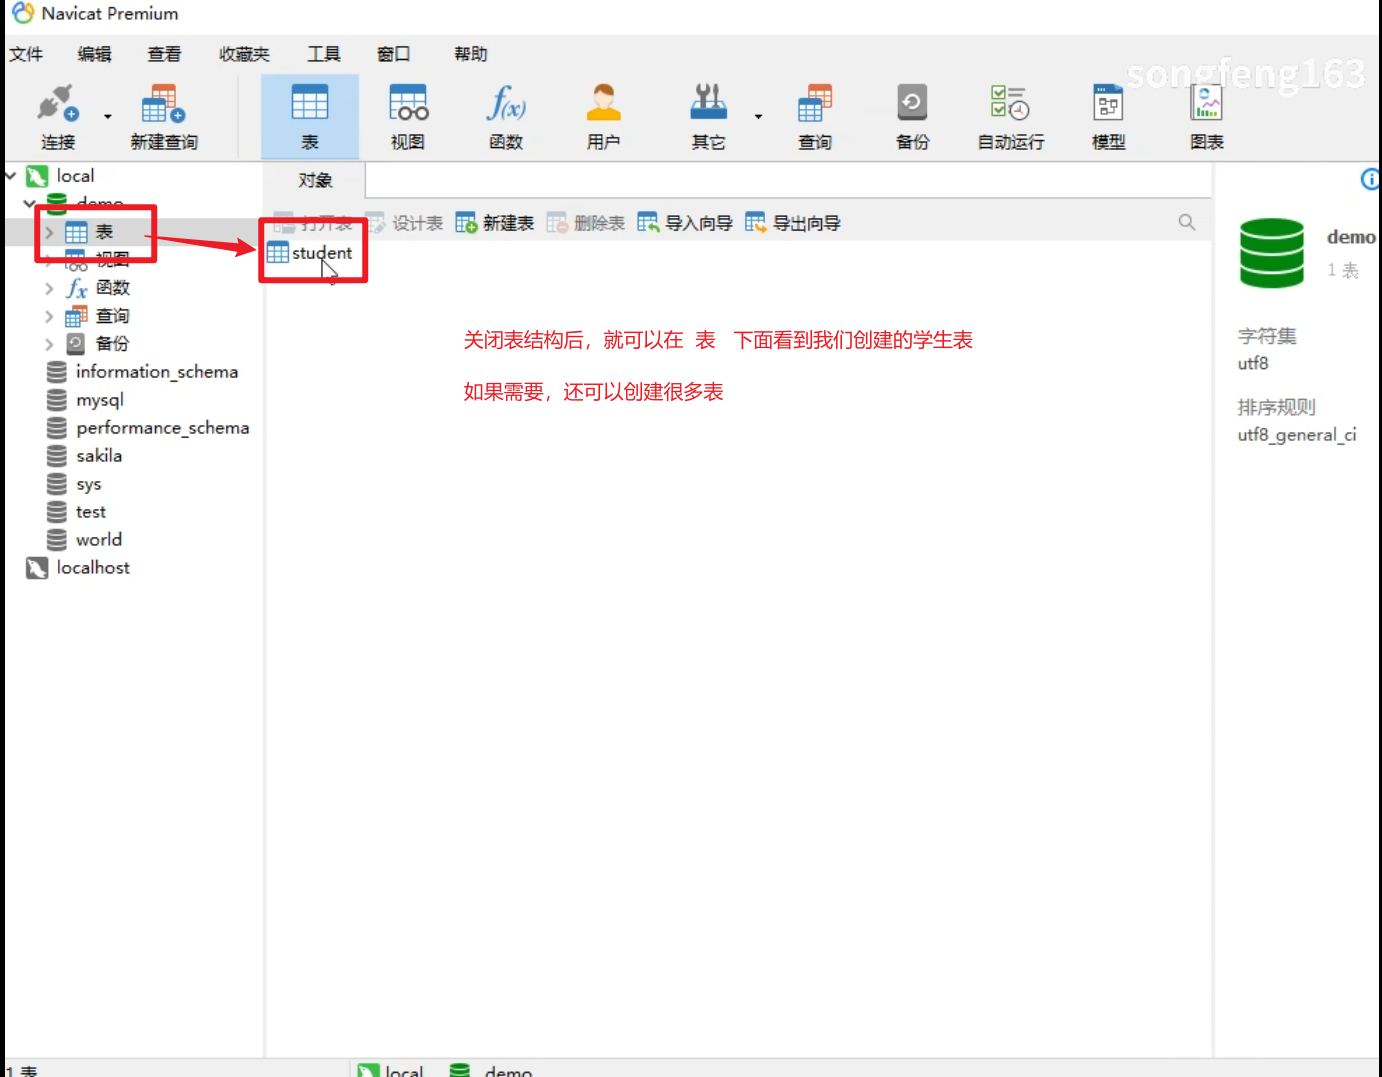 Navicat Premium
文件 编辑 查看 收藏夹 工具 窗口 帮助
songfeng163
连接 新建查询 表 视图 函数 用户 其它 查询 备份 自动运行 模型 图表
local
对象
demo
打开表 设计表 新建表 删除表 导入向导 导出向导
表
student
demo
1 表
视图
函数
查询
备份
information_schema
mysql
performance_schema
sakila
sys
test
world
localhost
关闭表结构后，就可以在 表 下面看到我们创建的学生表
如果需要，还可以创建很多表
字符集
utf8
排序规则
utf8_general_ci
1 表 local demo